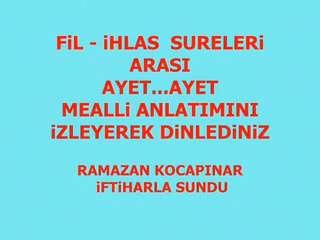 FiL - iHLAS SURELERi
ARASI
AYET...AYET
MEALLi ANLATIMINI
iZLEYEREK DiNLEDiNiZ
RAMAZAN KOCAPINAR
iFTiHARLA SUNDU